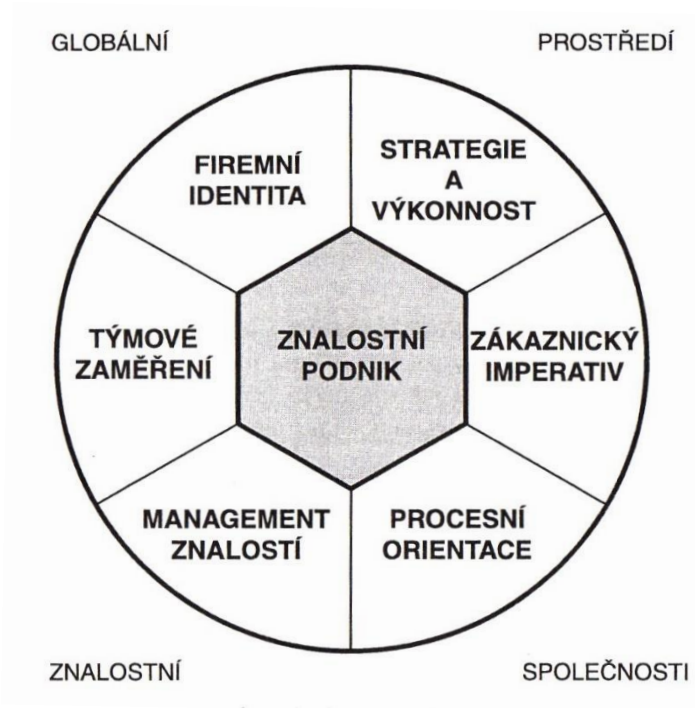 GLOBÁLNÍ PROSTŘEDÍ
FIREMNÍ
IDENTITA
STRATEGIE
A
VÝKONNOST
TÝMOVÉ
ZAMĚŘENÍ
ZNALOSTNÍ
PODNIK
ZÁKAZNICKÝ
IMPERATIV
MANAGEMENT
ZNALOSTÍ
PROCESNÍ
ORIENTACE
ZNALOSTNÍ SPOLEČNOSTI